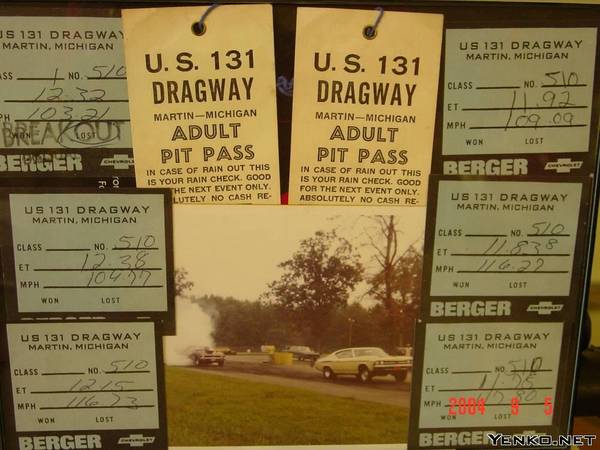 US 131 DRAGWAY
MARTIN, MICHIGAN
ASS 1 NO. 510
12.32
103.21
BREAKOUT
LOST
BERGER CHEVROLET
U. S. 131
DRAGWAY
MARTIN—MICHIGAN
ADULT
PIT PASS
IN CASE OF RAIN OUT THIS
IS YOUR RAIN CHECK. GOOD
FOR THE NEXT EVENT ONLY.
LUTELY NO CASH RE-
U. S. 131
DRAGWAY
MARTIN—MICHIGAN
ADULT
PIT PASS
IN CASE OF RAIN OUT THIS
IS YOUR RAIN CHECK. GOOD
FOR THE NEXT EVENT ONLY.
ABSOLUTELY NO CASH RE-
US 131 DRAGWAY
MARTIN, MICHIGAN
CLASS NO. 510
ET 11.92
MPH 109.09
WON LOST
BERGER CHEVROLET
US 131 DRAGWAY
MARTIN, MICHIGAN
CLASS NO. 510
ET 12.38
MPH 104.77
WON LOST
US 131 DRAGWAY
MARTIN, MICHIGAN
CLASS NO. 510
ET 11.838
MPH 116.27
WON LOST
BERGER CHEVROLET
US 131 DRAGWAY
MARTIN, MICHIGAN
CLASS NO. 510
ET 12.15
MPH 116.73
WON LOST
BERGER CHEVROLET
US 131 DRAGWAY
MARTIN, MICHIGAN
CLASS NO. 510
ET 11.75
MPH
WON LOST
BERGER
2004 9 5
YENKO.NET